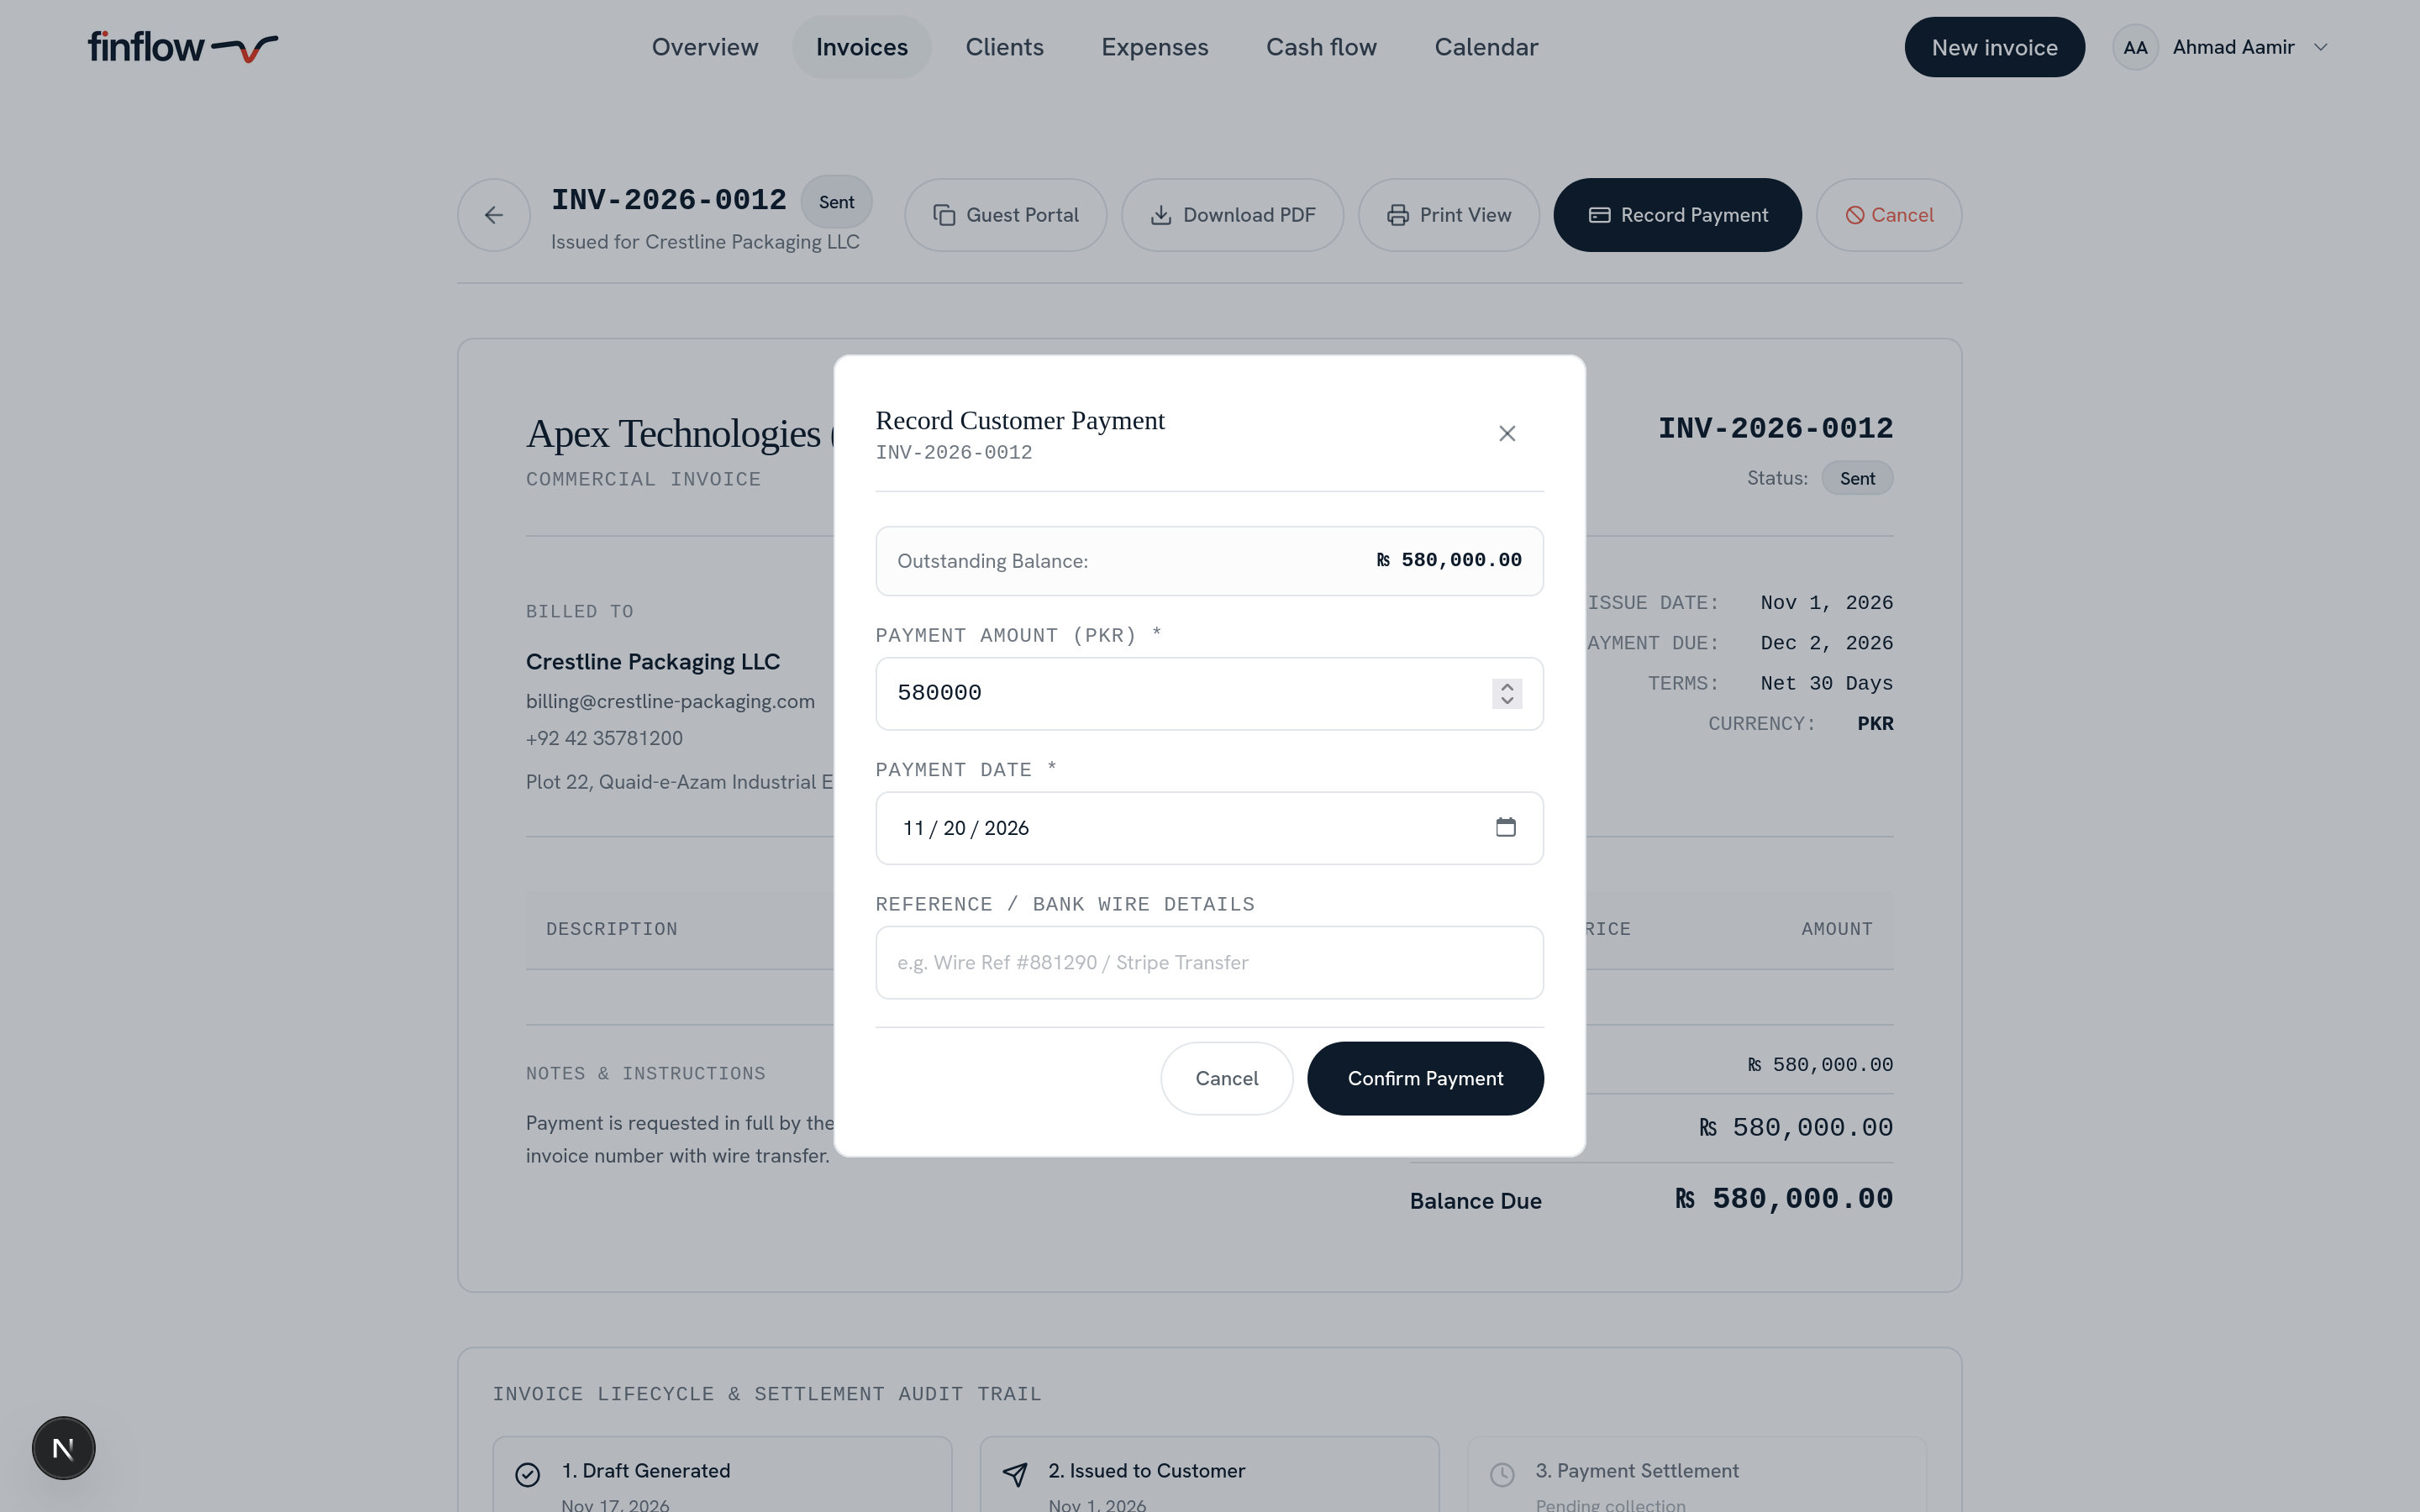 finflow
Overview
Invoices
Clients
Expenses
Cash flow
Calendar
New invoice
AA
Ahmad Aamir
INV-2026-0012
Sent
Issued for Crestline Packaging LLC
Guest Portal
Download PDF
Print View
Record Payment
Cancel
Apex Technologies
COMMERCIAL INVOICE
INV-2026-0012
Status: Sent
BILLED TO
Crestline Packaging LLC
billing@crestline-packaging.com
+92 42 35781200
Plot 22, Quaid-e-Azam Industrial E
ISSUE DATE: Nov 1, 2026
AYMENT DUE: Dec 2, 2026
TERMS: Net 30 Days
CURRENCY: PKR
DESCRIPTION
RICE
AMOUNT
NOTES & INSTRUCTIONS
Payment is requested in full by the
invoice number with wire transfer.
₨ 580,000.00
₨ 580,000.00
Balance Due ₨ 580,000.00
Record Customer Payment
INV-2026-0012
Outstanding Balance: ₨ 580,000.00
PAYMENT AMOUNT (PKR) *
580000
PAYMENT DATE *
11 / 20 / 2026
REFERENCE / BANK WIRE DETAILS
e.g. Wire Ref #881290 / Stripe Transfer
Cancel
Confirm Payment
INVOICE LIFECYCLE & SETTLEMENT AUDIT TRAIL
1. Draft Generated
Nov 17, 2026
2. Issued to Customer
Nov 1, 2026
3. Payment Settlement
Pending collection
N